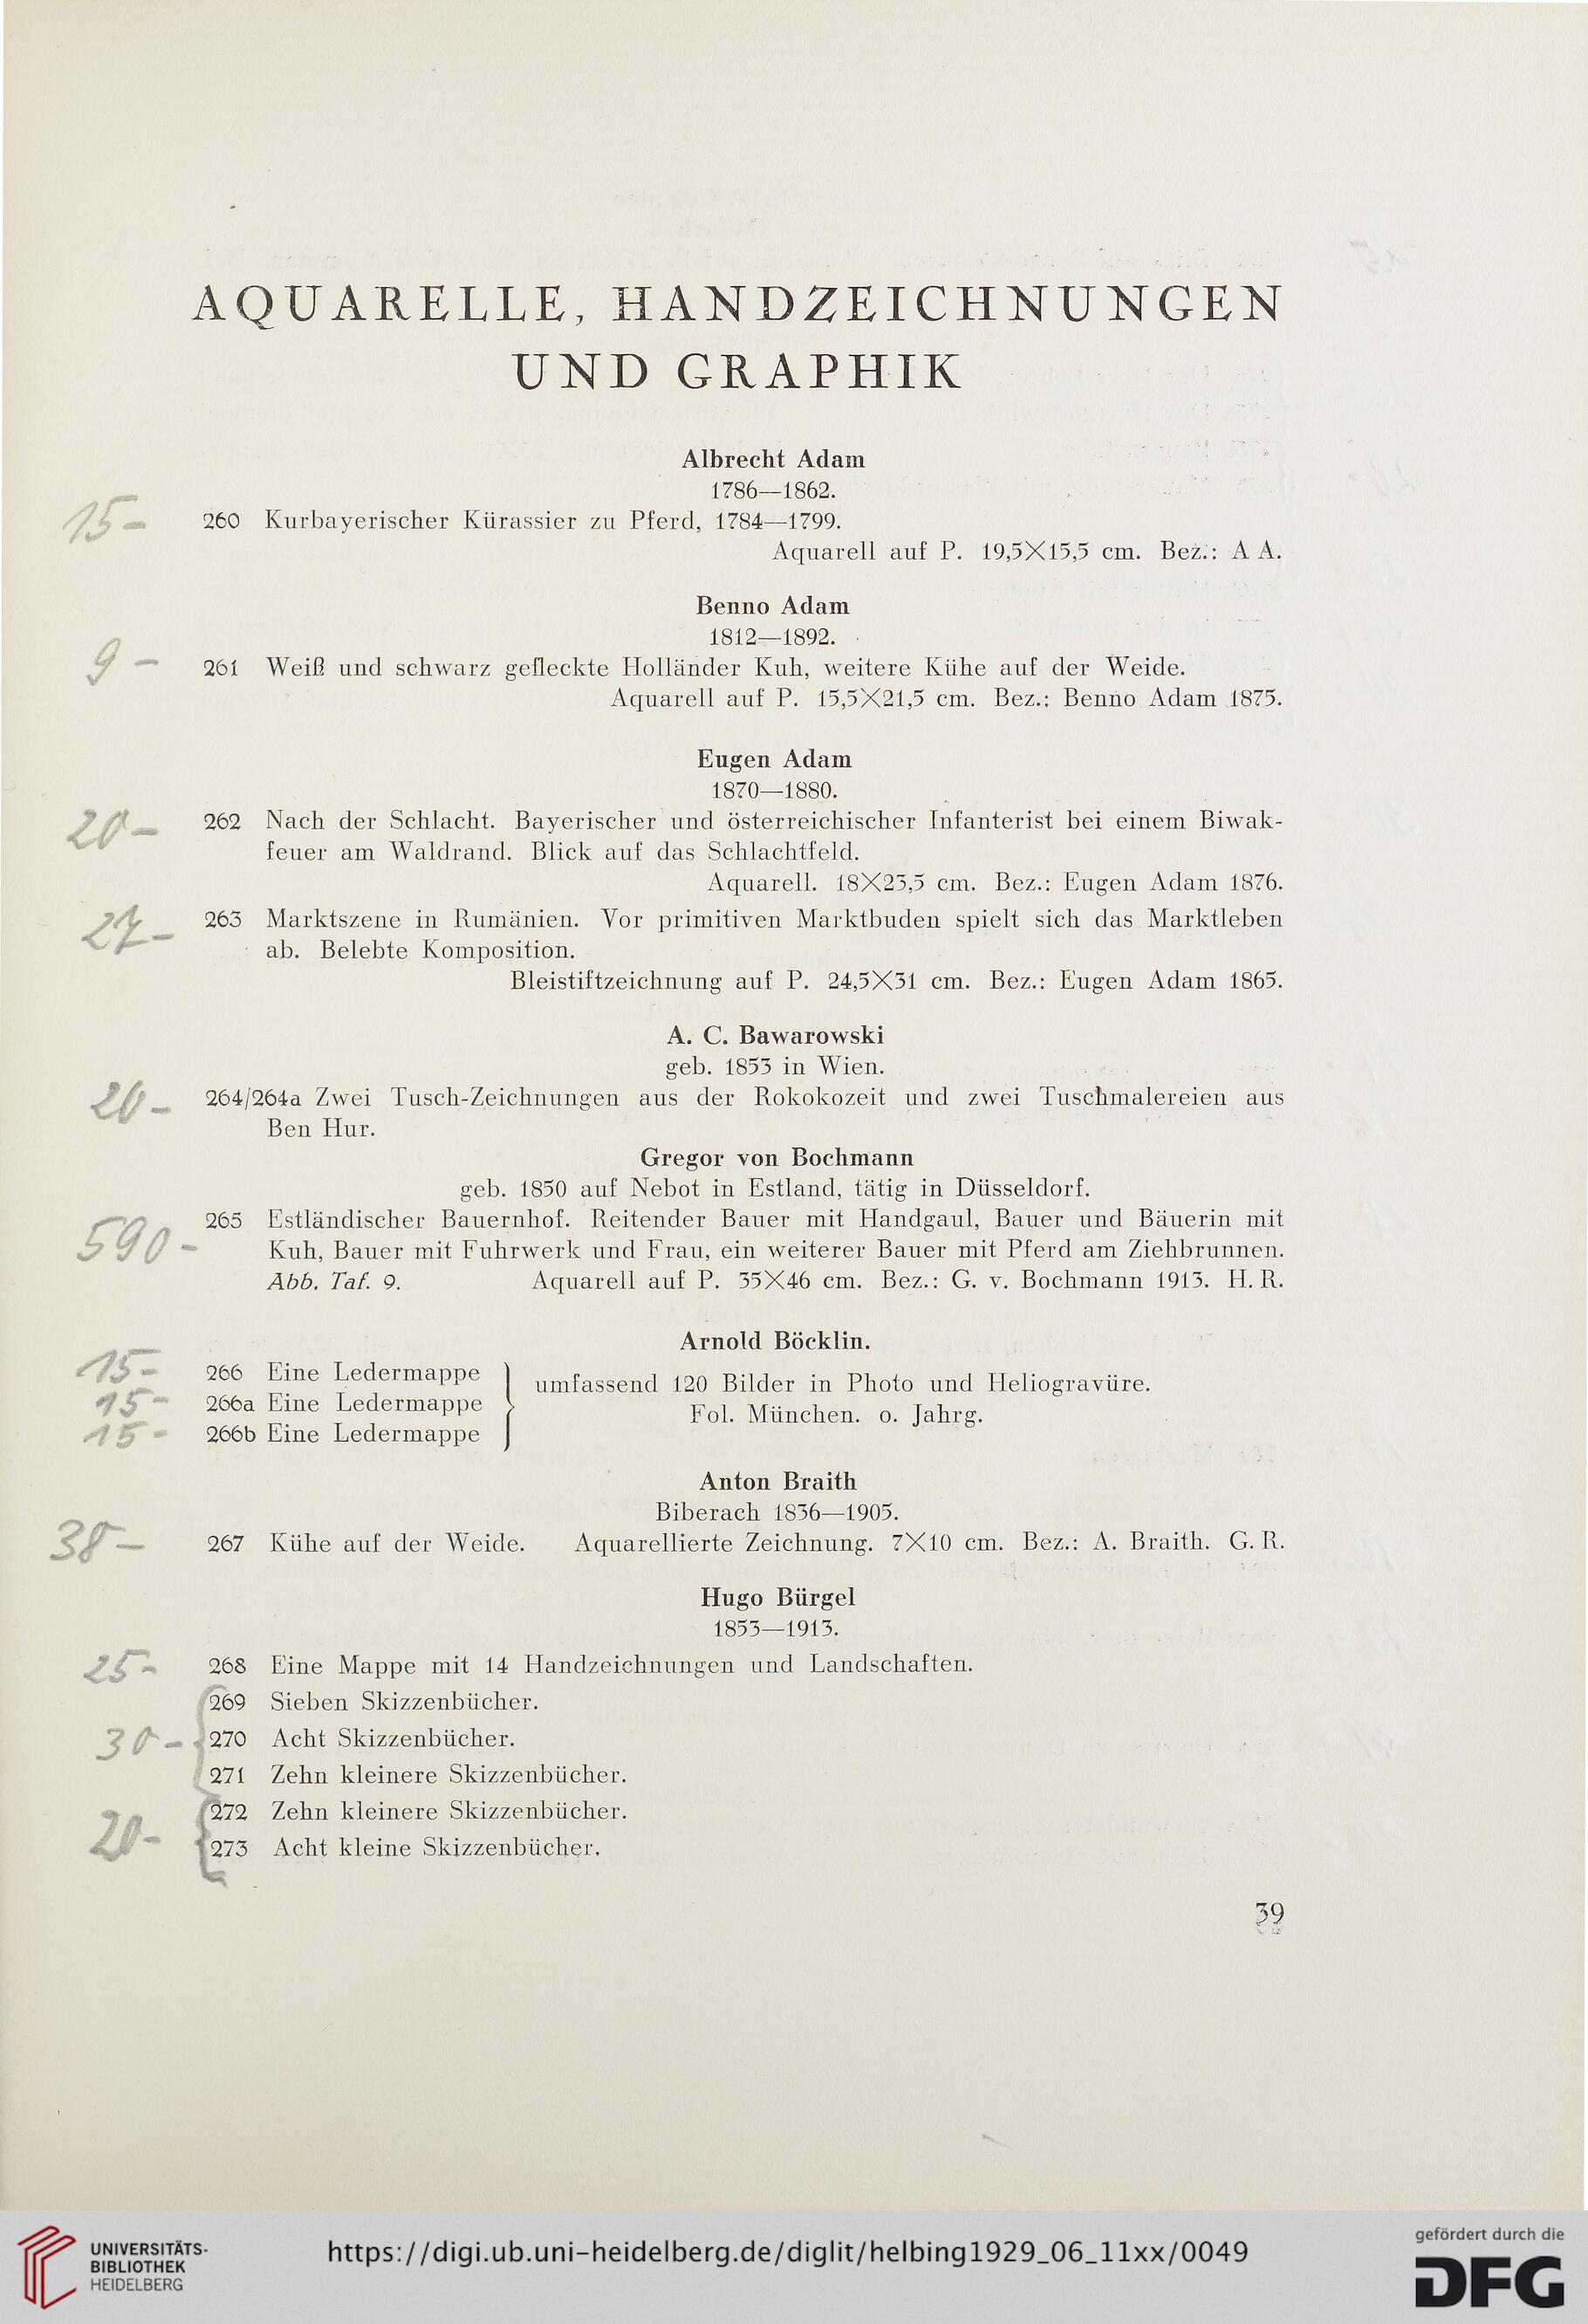 AQUARELLE, HANDZEICHNUNGEN
UND GRAPHIK
Albrecht Adam
1786—1862.
15- 260 Kurbayerischer Kürassier zu Pferd, 1784—1799.
Aquarell auf P. 19,5×15,5 cm. Bez.: A A.
Benno Adam
1812—1892.
9- 261 Weiß und schwarz gefleckte Holländer Kuh, weitere Kühe auf der Weide.
Aquarell auf P. 15,5×21,5 cm. Bez.: Benno Adam 1875.
Eugen Adam
1870—1880.
20- 262 Nach der Schlacht. Bayerischer und österreichischer Infanterist bei einem Biwak-
feuer am Waldrand. Blick auf das Schlachtfeld.
Aquarell. 18×23,5 cm. Bez.: Eugen Adam 1876.
27- 263 Marktszene in Rumänien. Vor primitiven Marktbuden spielt sich das Marktleben
ab. Belebte Komposition.
Bleistiftzeichnung auf P. 24,5×31 cm. Bez.: Eugen Adam 1865.
A. C. Bawarowski
geb. 1853 in Wien.
20- 264/264a Zwei Tusch-Zeichnungen aus der Rokokozeit und zwei Tuschmalereien aus
Ben Hur.
Gregor von Bochmann
geb. 1850 auf Nebot in Estland, tätig in Düsseldorf.
590- 265 Estländischer Bauernhof. Reitender Bauer mit Handgaul, Bauer und Bäuerin mit
Kuh, Bauer mit Fuhrwerk und Frau, ein weiterer Bauer mit Pferd am Ziehbrunnen.
Abb. Taf. 9. Aquarell auf P. 35×46 cm. Bez.: G. v. Bochmann 1913. H. R.
Arnold Böcklin.
15- 266 Eine Ledermappe
15- 266a Eine Ledermappe
15- 266b Eine Ledermappe
umfassend 120 Bilder in Photo und Heliogravüre.
Fol. München. o. Jahrg.
Anton Braith
Biberach 1836—1905.
38- 267 Kühe auf der Weide. Aquarellierte Zeichnung. 7×10 cm. Bez.: A. Braith. G. R.
Hugo Bürgel
1853—1913.
25- 268 Eine Mappe mit 14 Handzeichnungen und Landschaften.
269 Sieben Skizzenbücher.
30- 270 Acht Skizzenbücher.
271 Zehn kleinere Skizzenbücher.
272 Zehn kleinere Skizzenbücher.
20- 273 Acht kleine Skizzenbücher.
39
UNIVERSITÄTS-
BIBLIOTHEK
HEIDELBERG
https://digi.ub.uni-heidelberg.de/diglit/helbing1929_06_11xx/0049
gefördert durch die
DFG